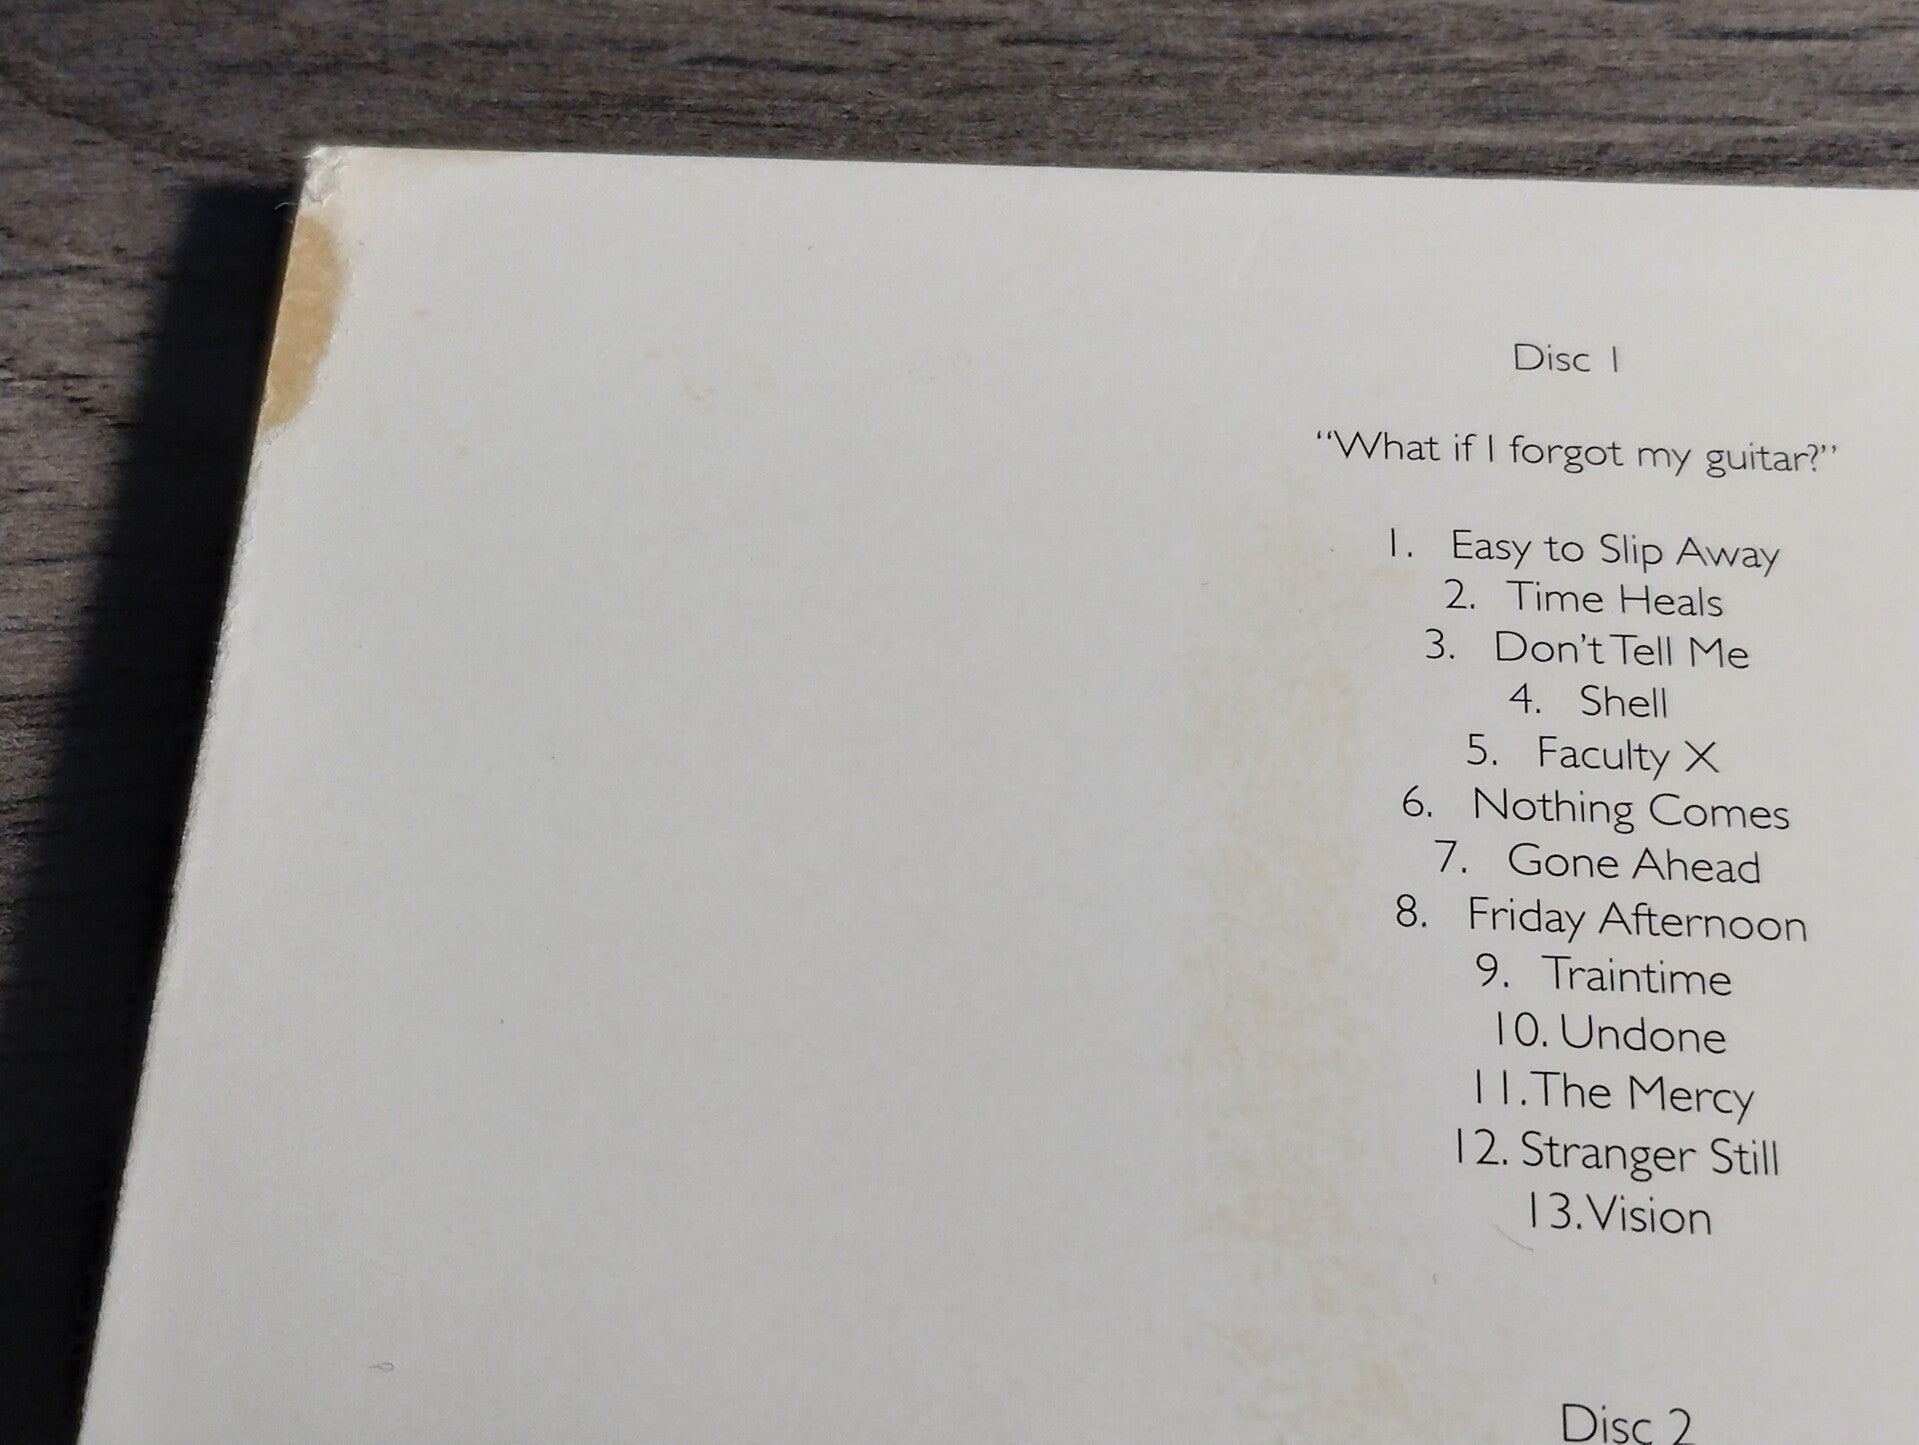 Disc 1
“What if I forgot my guitar?”
1. Easy to Slip Away
2. Time Heals
3. Don’t Tell Me
4. Shell
5. Faculty X
6. Nothing Comes
7. Gone Ahead
8. Friday Afternoon
9. Traintime
10. Undone
11. The Mercy
12. Stranger Still
13. Vision
Disc 2